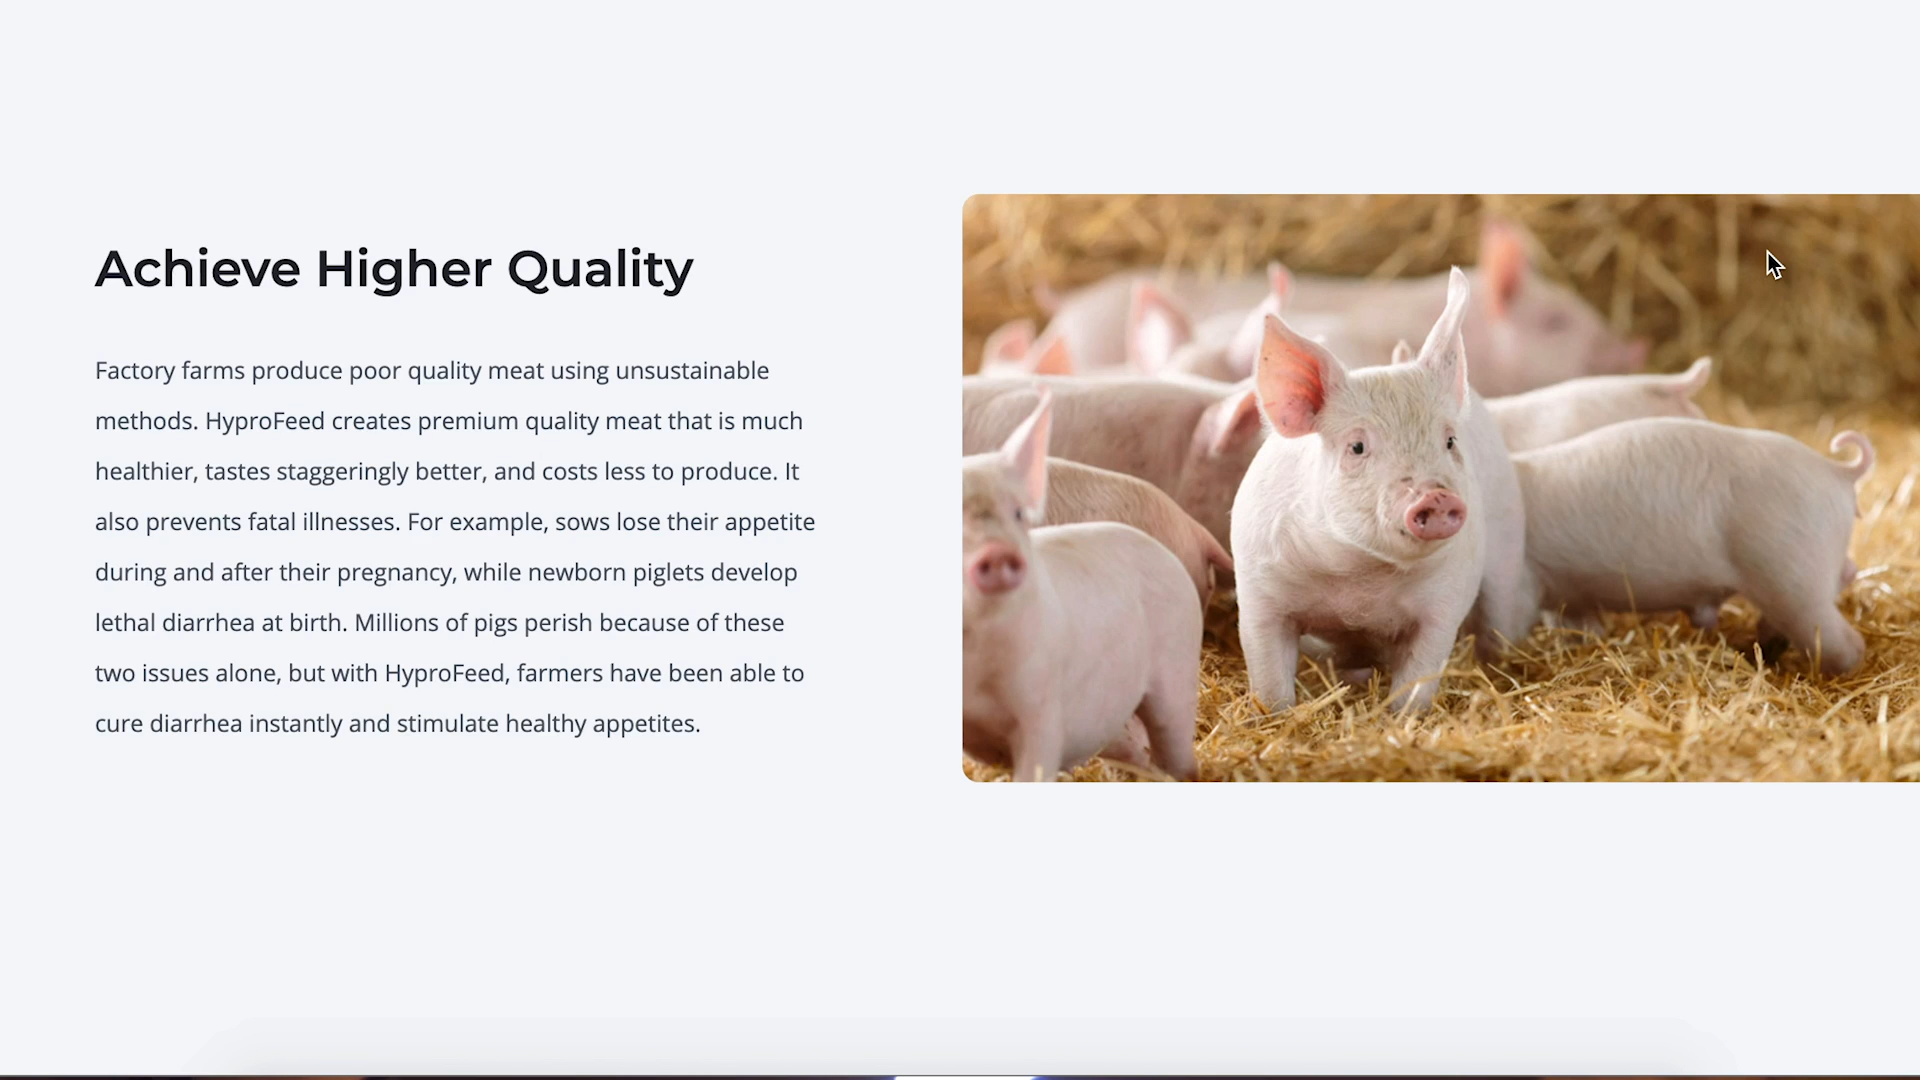 Achieve Higher Quality
Factory farms produce poor quality meat using unsustainable
methods. HyproFeed creates premium quality meat that is much
healthier, tastes staggeringly better, and costs less to produce. It
also prevents fatal illnesses. For example, sows lose their appetite
during and after their pregnancy, while newborn piglets develop
lethal diarrhea at birth. Millions of pigs perish because of these
two issues alone, but with HyproFeed, farmers have been able to
cure diarrhea instantly and stimulate healthy appetites.